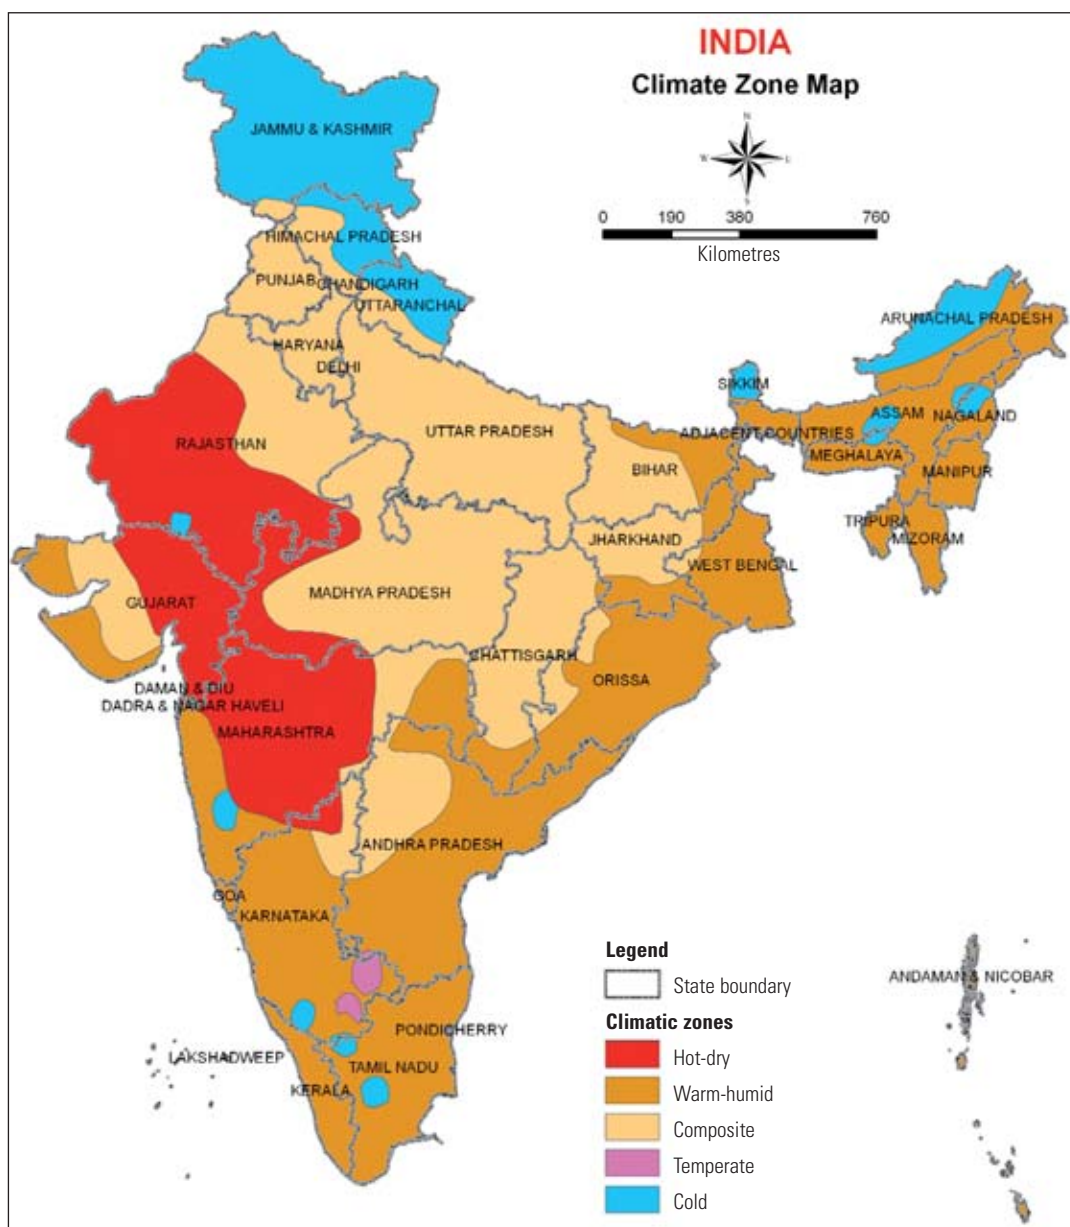 INDIA
Climate Zone Map
N
W
E
S
0 190 380 760
Kilometres
JAMMU & KASHMIR
HIMACHAL PRADESH
PUNJAB
CHANDIGARH
UTTARANCHAL
HARYANA
DELHI
ARUNACHAL PRADESH
SIKKIM
RAJASTHAN
UTTAR PRADESH
ADJACENT COUNTRIES
ASSAM
NAGALAND
BIHAR
MEGHALAYA
MANIPUR
JHARKHAND
TRIPURA
MIZORAM
WEST BENGAL
GUJARAT
MADHYA PRADESH
CHATTISGARH
ORISSA
DAMAN & DIU
DADRA & NAGAR HAVELI
MAHARASHTRA
ANDHRA PRADESH
GOA
KARNATAKA
ANDAMAN & NICOBAR
PONDICHERRY
LAKSHADWEEP
TAMIL NADU
KERALA
Legend
State boundary
Climatic zones
Hot-dry
Warm-humid
Composite
Temperate
Cold